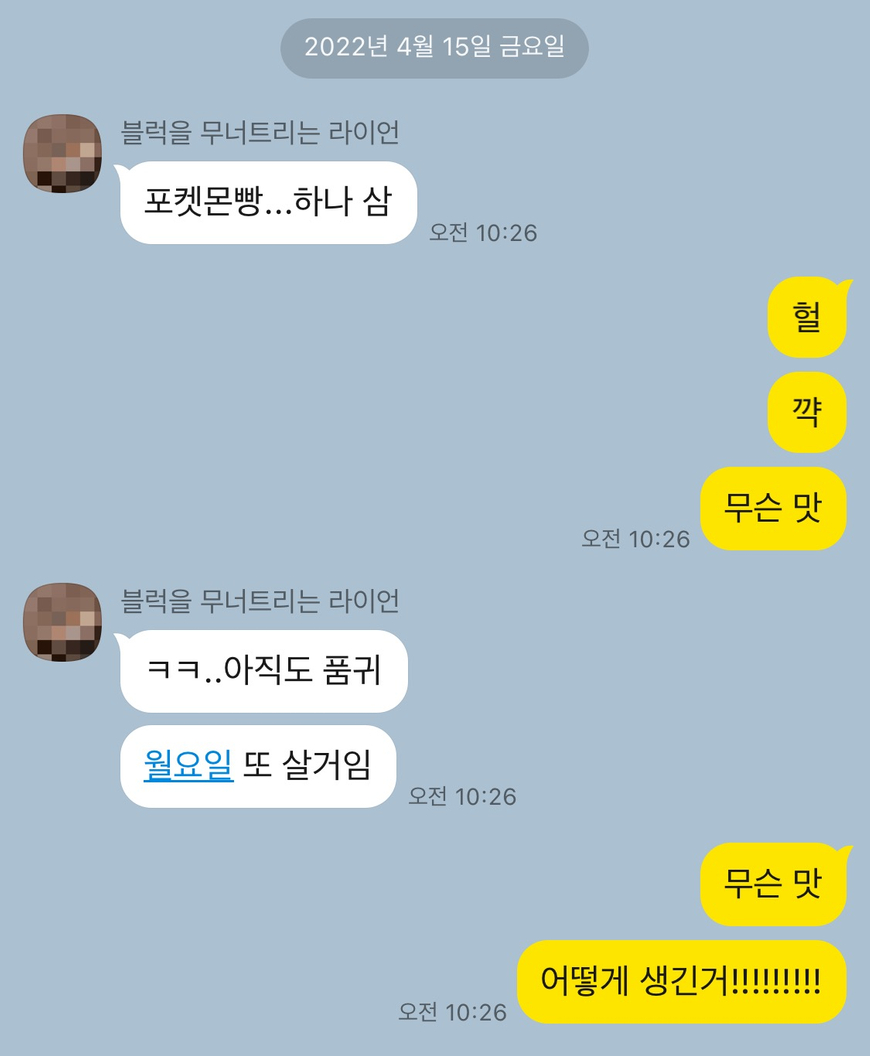 2022년 4월 15일 금요일
블럭을 무너트리는 라이언
포켓몬빵...하나 삼
오전 10:26
헐
꺅
무슨 맛
오전 10:26
블럭을 무너트리는 라이언
ㅋㅋ..아직도 품귀
월요일 또 살거임
오전 10:26
무슨 맛
어떻게 생긴거!!!!!!!!!
오전 10:26